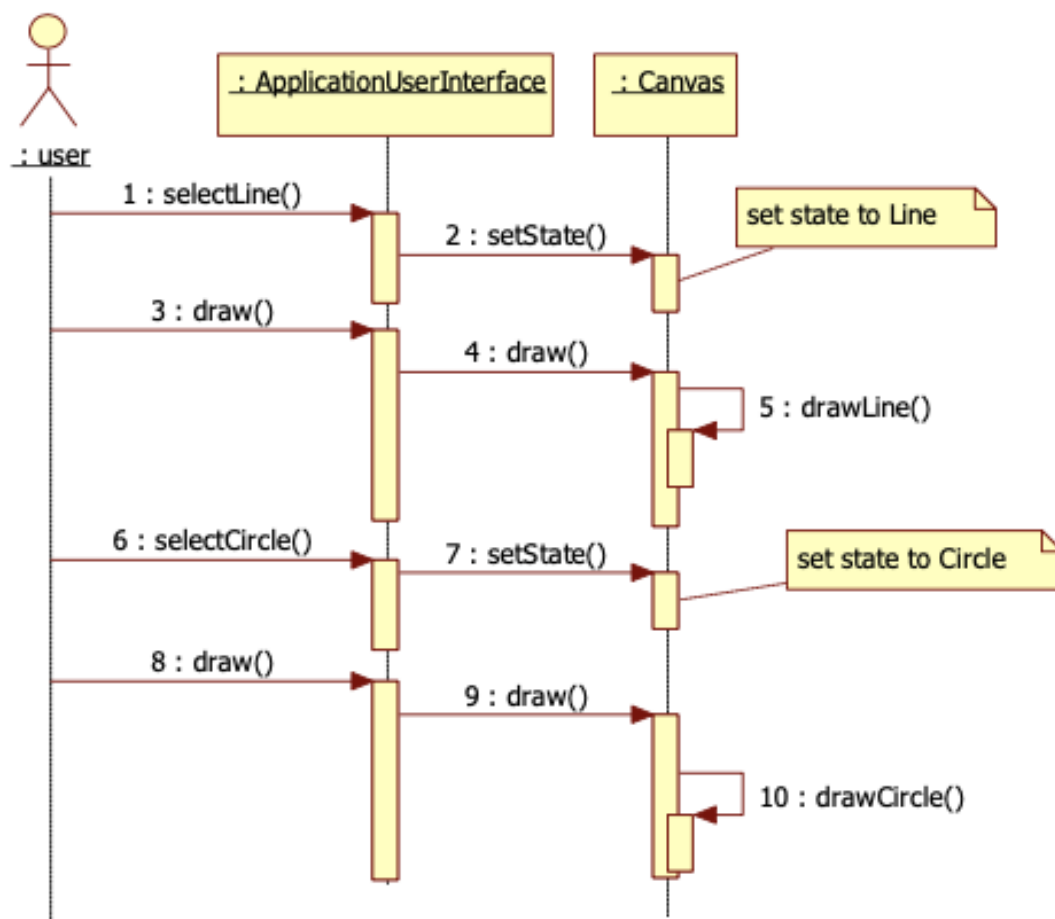 : ApplicationUserInterface
: Canvas
: user
1 : selectLine()
set state to Line
2 : setState()
3 : draw()
4 : draw()
5 : drawLine()
6 : selectCircle()
7 : setState()
set state to Circle
8 : draw()
9 : draw()
10 : drawCircle()